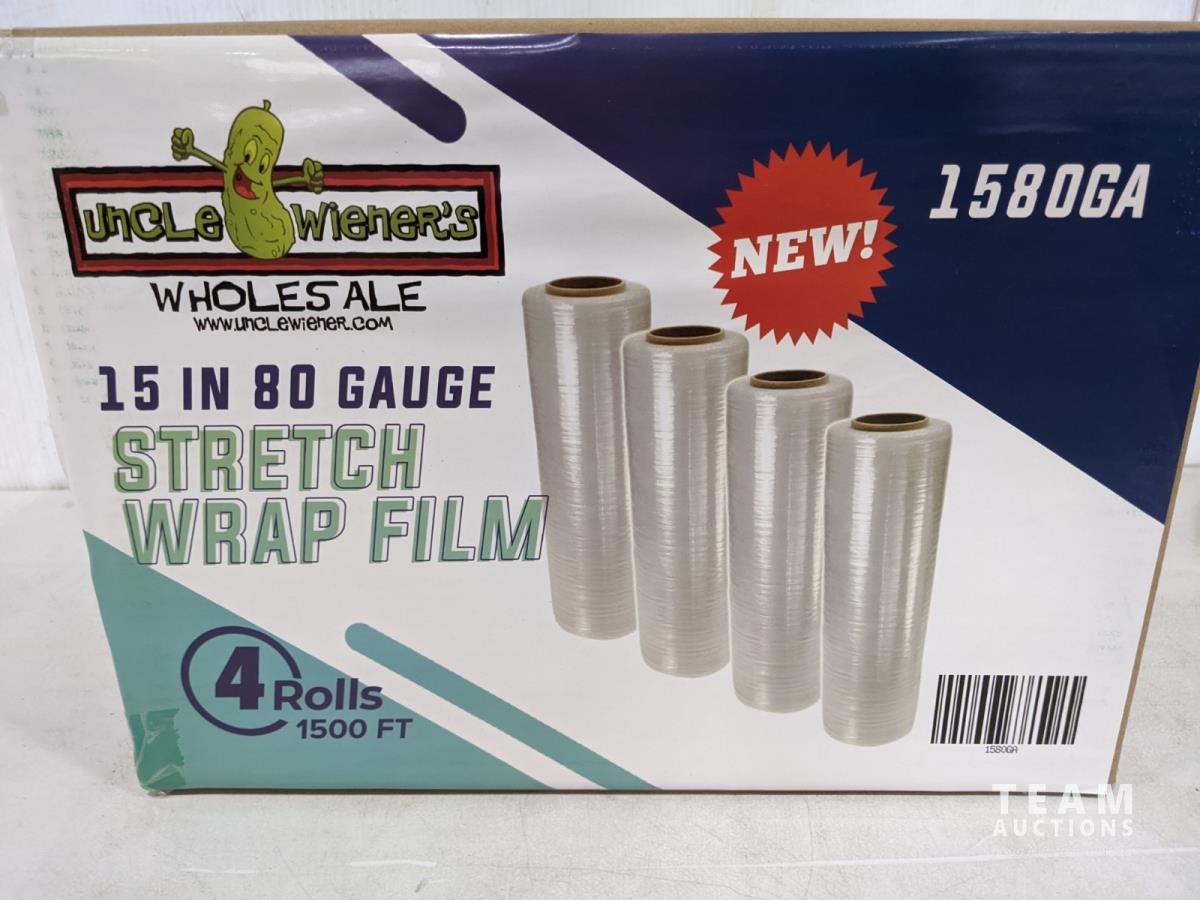 UNCLE WIENER'S
WHOLESALE
WWW.UNCLEWIENER.COM
15 IN 80 GAUGE
STRETCH
WRAP FILM
4 Rolls
1500 FT
NEW!
1580GA
1580GA
TEAM
AUCTIONS